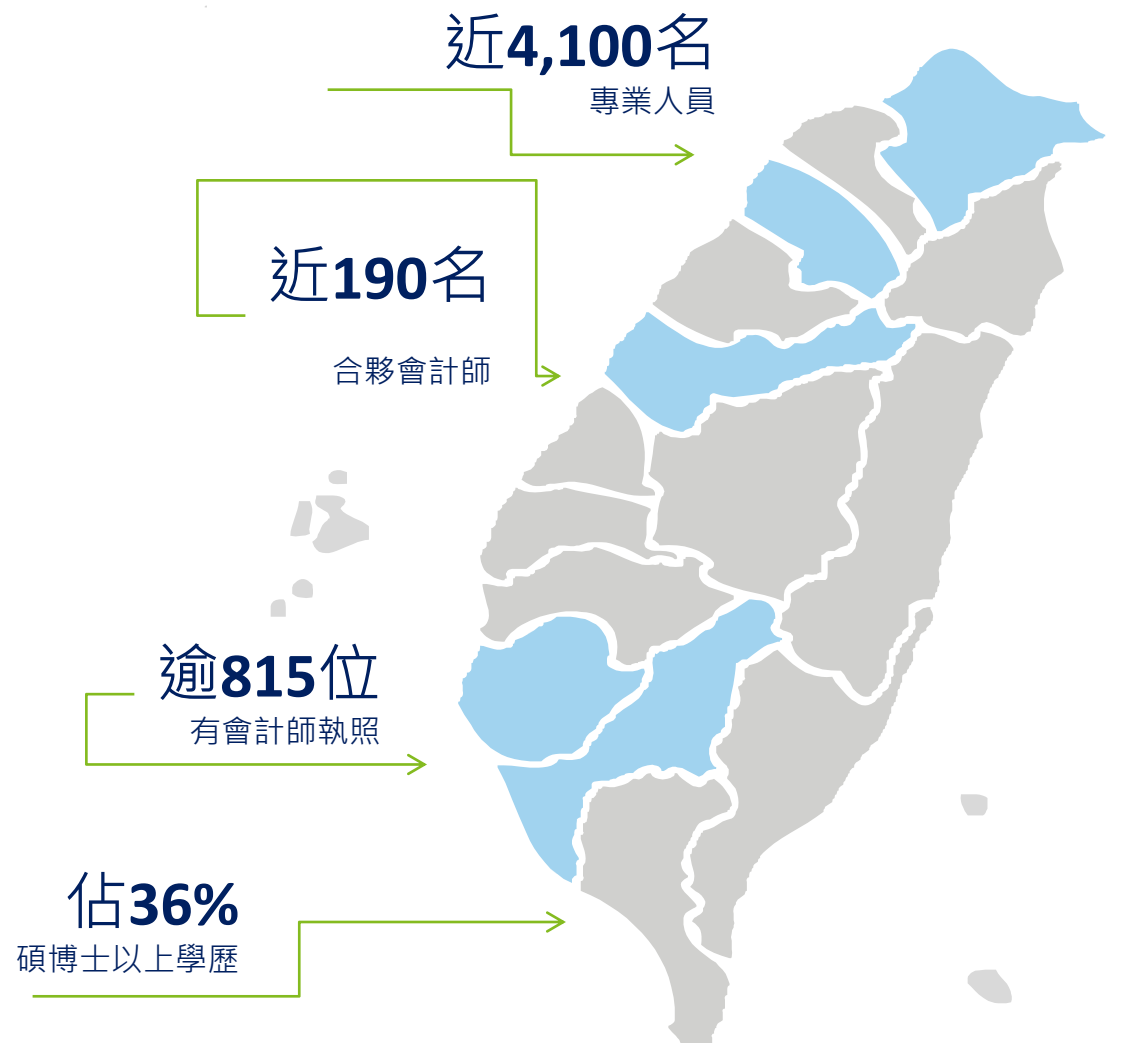 近4,100名
專業人員
近190名
合夥會計師
逾815位
有會計師執照
佔36%
碩博士以上學歷